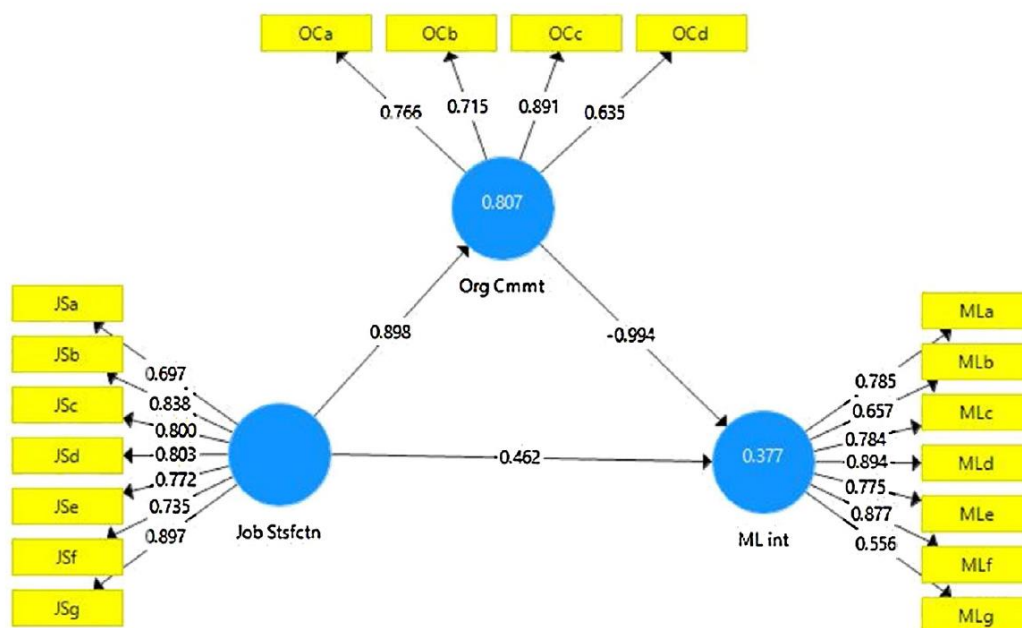 OCa OCb OCc OCd
0.766 0.715 0.891 0.635
0.807
Org Cmmt
0.898 -0.994
JSa
JSb
JSc
JSd
JSe
JSf
JSg
0.697
0.838
0.800
0.803
0.772
0.735
0.897
Job Stsfctn
0.462
0.377
ML int
0.785
0.657
0.784
0.894
0.775
0.877
0.556
MLa
MLb
MLc
MLd
MLe
MLf
MLg